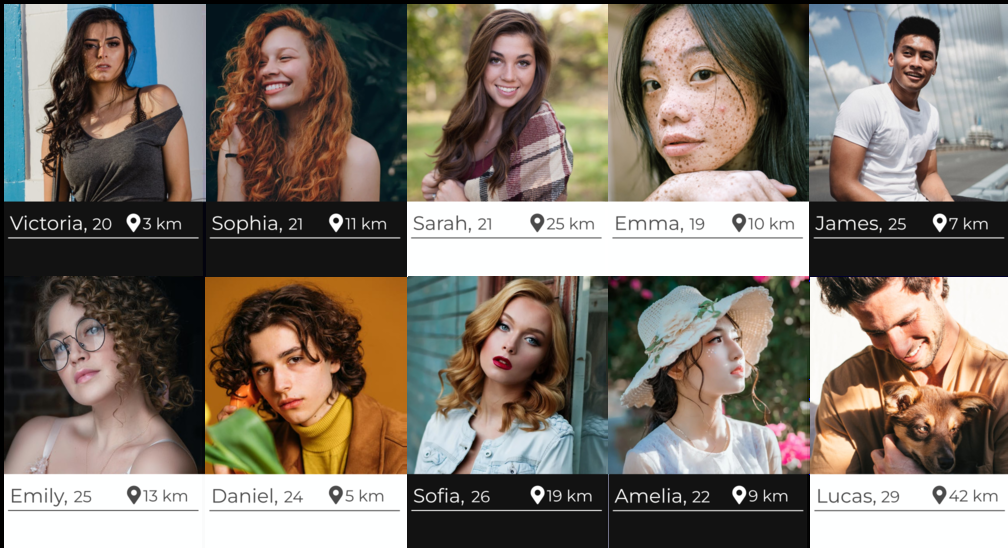 Victoria, 20 3 km
Sophia, 21 11 km
Sarah, 21 25 km
Emma, 19 10 km
James, 25 7 km
Emily, 25 13 km
Daniel, 24 5 km
Sofia, 26 19 km
Amelia, 22 9 km
Lucas, 29 42 km